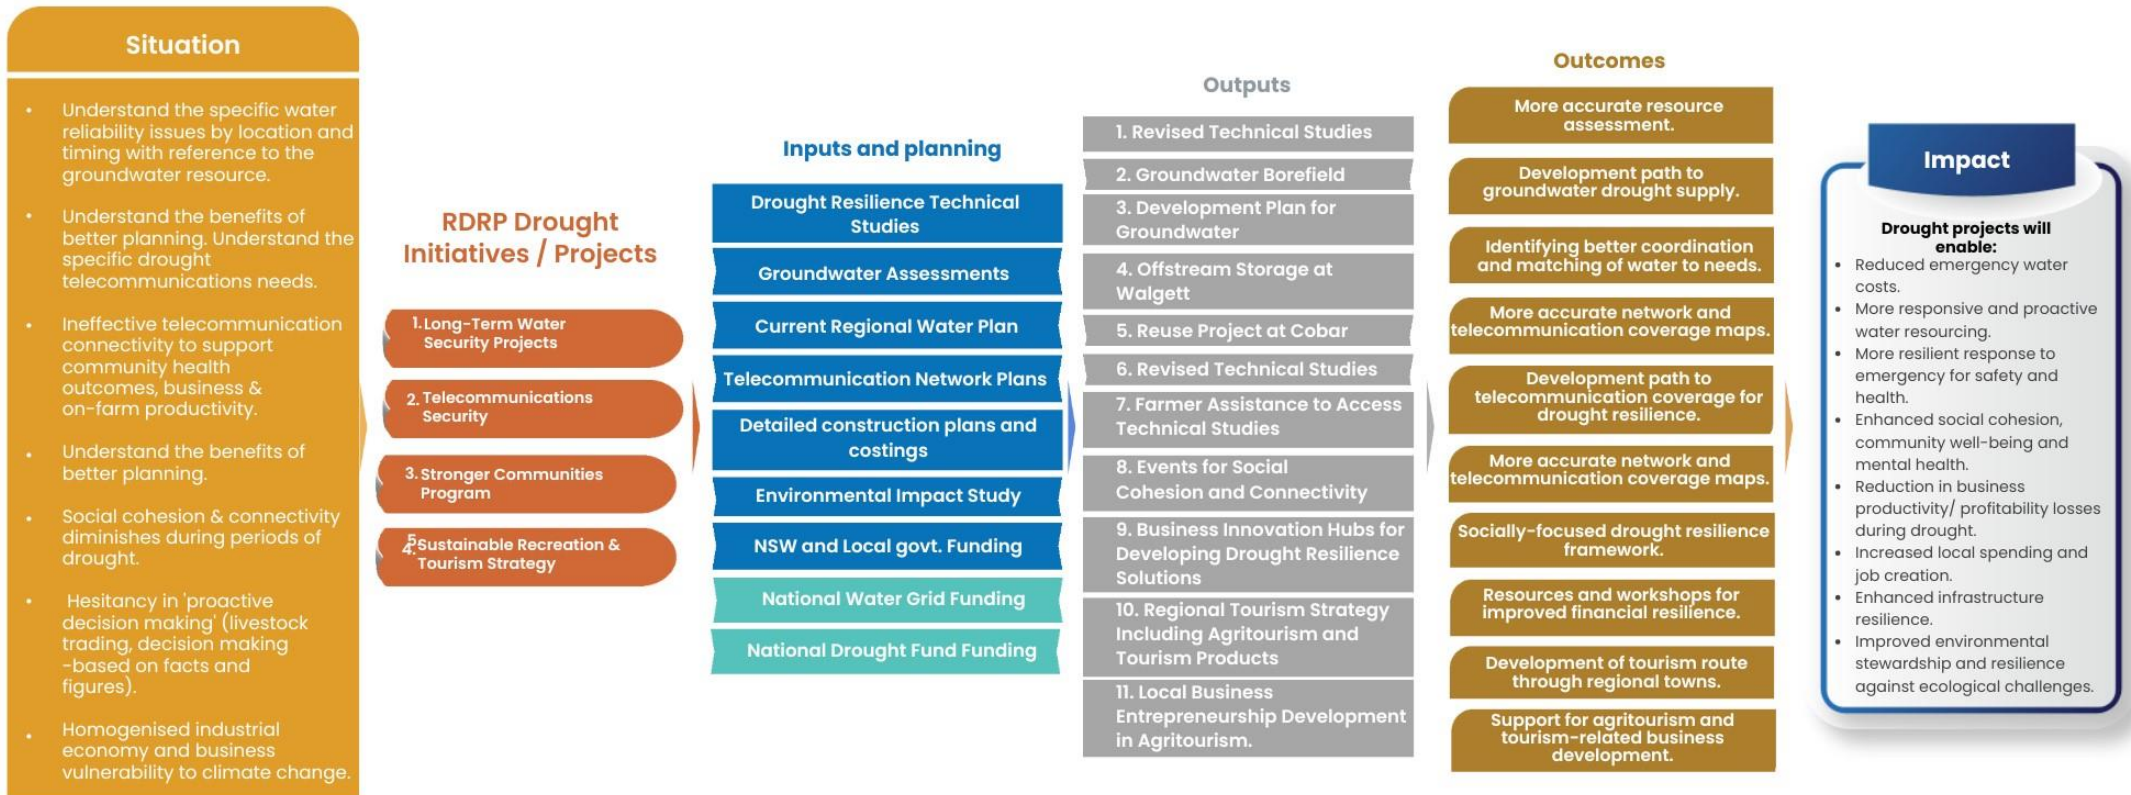 Situation
• Understand the specific water
reliability issues by location and
timing with reference to the
groundwater resource.
• Understand the benefits of
better planning. Understand the
specific drought
telecommunications needs.
• Ineffective telecommunication
connectivity to support
community health
outcomes, business &
on-farm productivity.
• Understand the benefits of
better planning.
• Social cohesion & connectivity
diminishes during periods of
drought.
• Hesitancy in 'proactive
decision making' (livestock
trading, decision making
-based on facts and
figures).
• Homogenised industrial
economy and business
vulnerability to climate change.
RDRP Drought
Initiatives / Projects
1. Long-Term Water
Security Projects
2. Telecommunications
Security
3. Stronger Communities
Program
5.
4. Sustainable Recreation &
Tourism Strategy
Inputs and planning
Drought Resilience Technical
Studies
Groundwater Assessments
Current Regional Water Plan
Telecommunication Network Plans
Detailed construction plans and
costings
Environmental Impact Study
NSW and Local govt. Funding
National Water Grid Funding
National Drought Fund Funding
Outputs
1. Revised Technical Studies
2. Groundwater Borefield
3. Development Plan for
Groundwater
4. Offstream Storage at
Walgett
5. Reuse Project at Cobar
6. Revised Technical Studies
7. Farmer Assistance to Access
Technical Studies
8. Events for Social
Cohesion and Connectivity
9. Business Innovation Hubs for
Developing Drought Resilience
Solutions
10. Regional Tourism Strategy
Including Agritourism and
Tourism Products
11. Local Business
Entrepreneurship Development
in Agritourism.
Outcomes
More accurate resource
assessment.
Development path to
groundwater drought supply.
Identifying better coordination
and matching of water to needs.
More accurate network and
telecommunication coverage maps.
Development path to
telecommunication coverage for
drought resilience.
More accurate network and
telecommunication coverage maps.
Socially-focused drought resilience
framework.
Resources and workshops for
improved financial resilience.
Development of tourism route
through regional towns.
Support for agritourism and
tourism-related business
development.
Impact
Drought projects will
enable:
• Reduced emergency water
costs.
• More responsive and proactive
water resourcing.
• More resilient response to
emergency for safety and
health.
• Enhanced social cohesion,
community well-being and
mental health.
• Reduction in business
productivity/ profitability losses
during drought.
• Increased local spending and
job creation.
• Enhanced infrastructure
resilience.
• Improved environmental
stewardship and resilience
against ecological challenges.